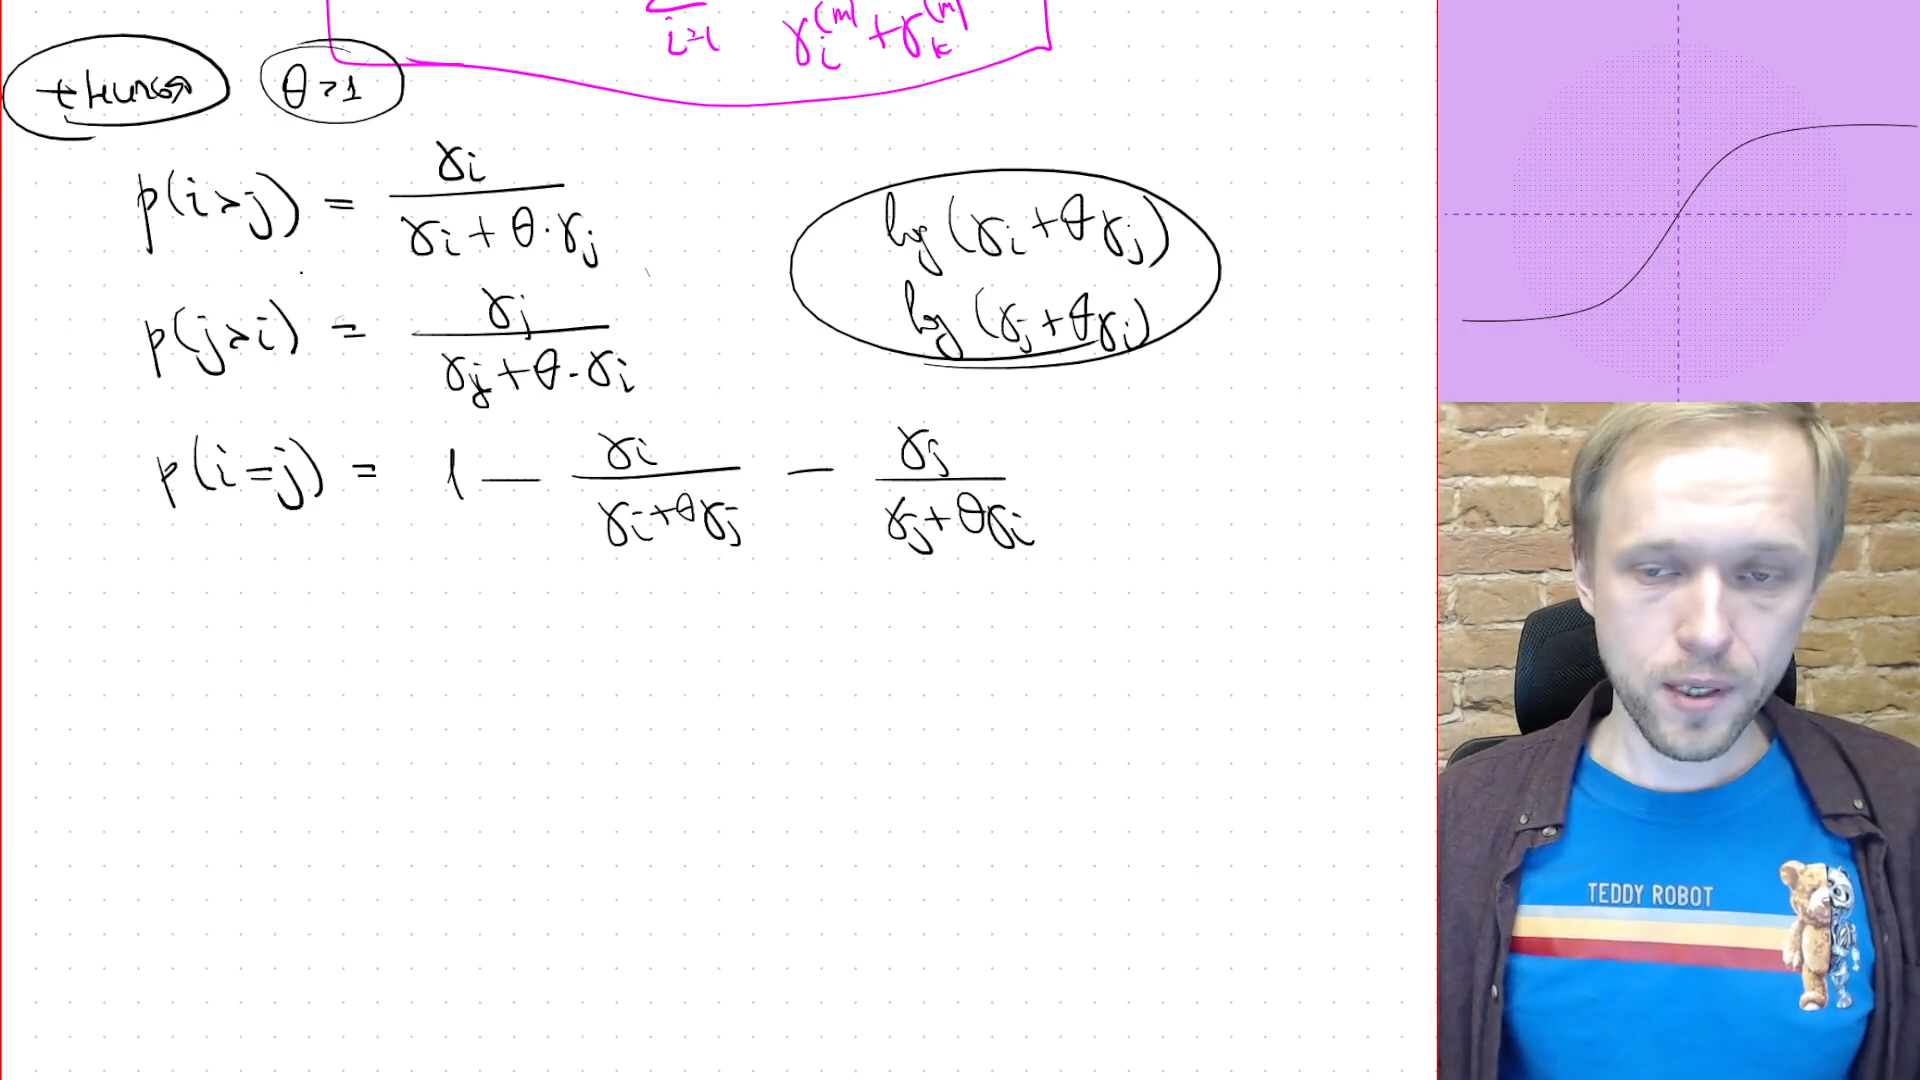 i=1 γ_i^(m) + γ_k^(m)
θ>1
p(i>j) = γ_i / (γ_i + θ·γ_j)
log(γ_i + θγ_j)
log(γ_j + θγ_i)
p(j>i) = γ_j / (γ_j + θ·γ_i)
p(i=j) = 1 — γ_i / (γ_i + θγ_j) — γ_j / (γ_j + θγ_i)
TEDDY ROBOT